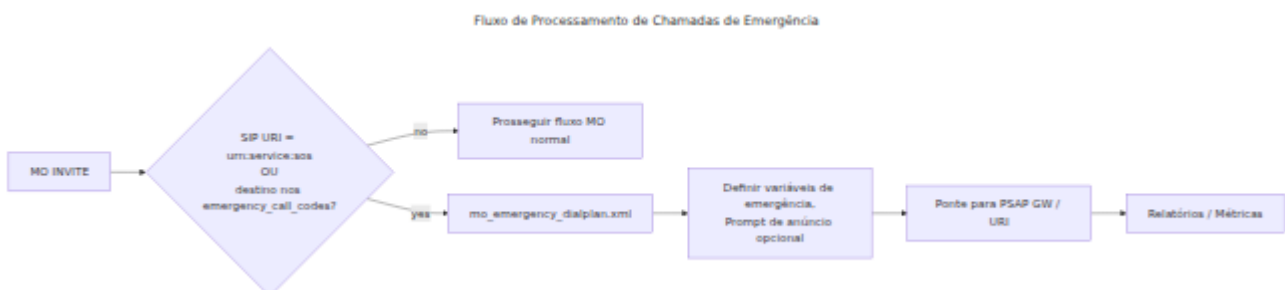 Fluxo de Processamento de Chamadas de Emergência
MO INVITE
SIP URI =
urn:service:sos
OU
destino nos
emergency_call_codes?
no
Prosseguir fluxo MO
normal
yes
mo_emergency_dialplan.xml
Definir variáveis de
emergência.
Prompt de anúncio
opcional
Ponte para PSAP GW /
URI
Relatórios / Métricas